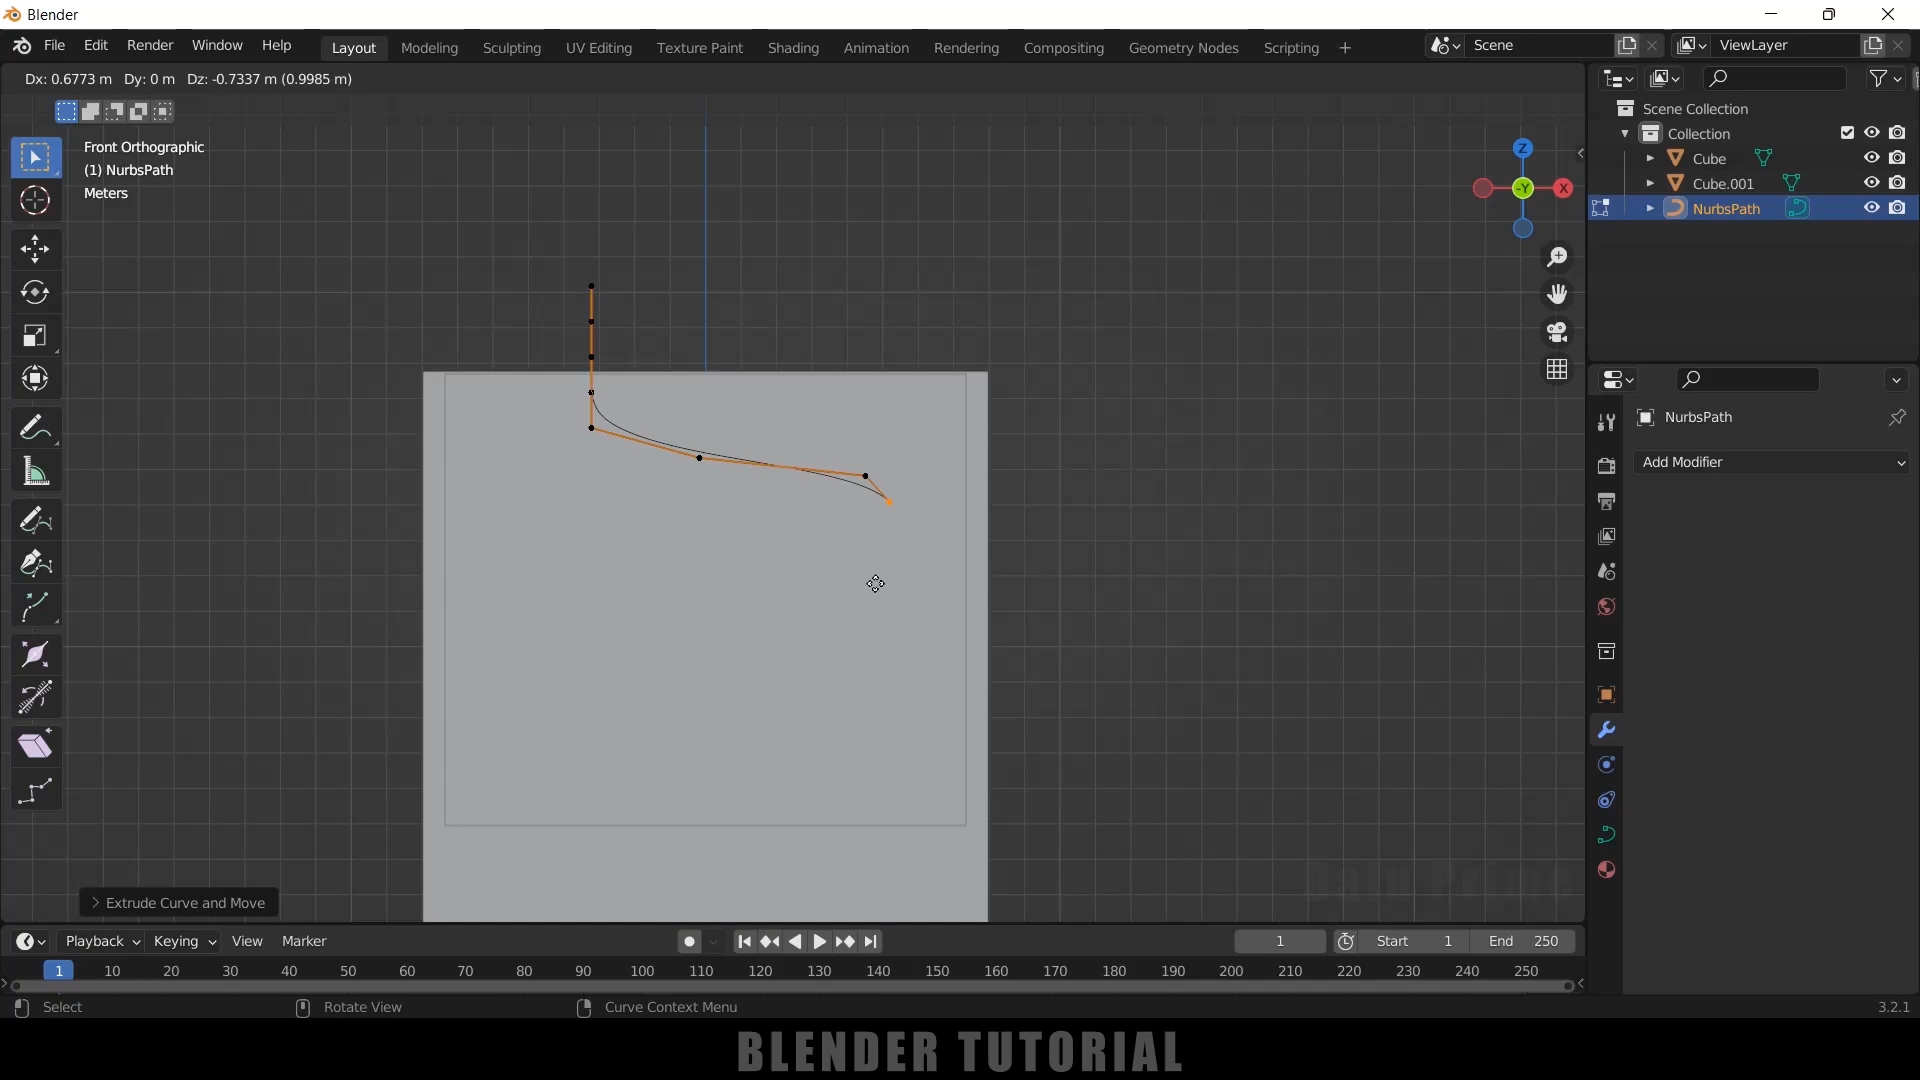 Blender
File Edit Render Window Help Layout Modeling Sculpting UV Editing Texture Paint Shading Animation Rendering Compositing Geometry Nodes Scripting + Scene ViewLayer
Dx: 0.6773 m Dy: 0 m Dz: -0.7337 m (0.9985 m)
Front Orthographic
(1) NurbsPath
Meters
Z
-Y
X
Scene Collection
Collection
Cube
Cube.001
NurbsPath
NurbsPath
Add Modifier
Bain Prime
Extrude Curve and Move
Playback Keying View Marker 1 Start 1 End 250
1 10 20 30 40 50 60 70 80 90 100 110 120 130 140 150 160 170 180 190 200 210 220 230 240 250
Select Rotate View Curve Context Menu 3.2.1
BLENDER TUTORIAL